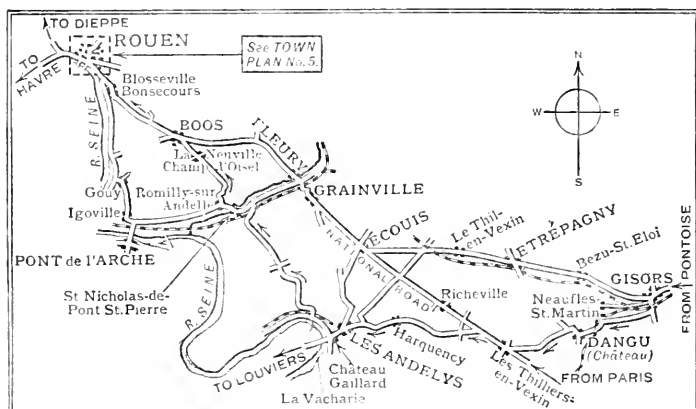 TO DIEPPE
ROUEN
See TOWN
PLAN No. 5.
TO
HAVRE
Blosseville
Bonsecours
N
W
E
S
R. SEINE
BOOS
FLEURY
La Neuville
Champ d'Oisel
Gouy
Romilly-sur
Andelle
GRAINVILLE
Igoville
PONT de l'ARCHE
ECOUIS
Le Thil-
en-Vexin
ETRÈPAGNY
Bezu-St. Eloi
GISORS
FROM PONTOISE
NATIONAL ROAD
St Nicholas-de-
Pont St. Pierre
R. SEINE
Richeville
Neaufles-
St. Martin
DANGU
(Château)
Harquency
LES ANDELYS
TO LOUVIERS
Château
Gaillard
La Vacharie
Les Thilliers-
en-Vexin
FROM PARIS